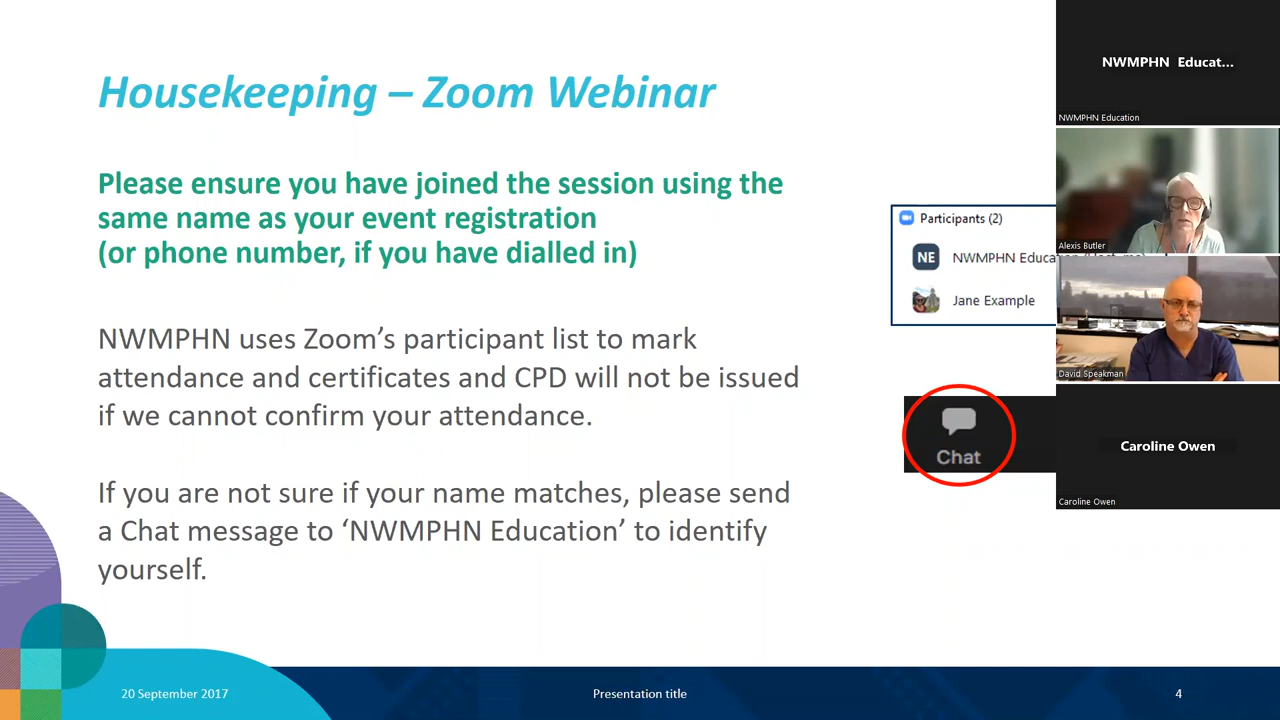 Housekeeping – Zoom Webinar
Please ensure you have joined the session using the
same name as your event registration
(or phone number, if you have dialled in)
NWMPHN uses Zoom’s participant list to mark
attendance and certificates and CPD will not be issued
if we cannot confirm your attendance.
If you are not sure if your name matches, please send
a Chat message to ‘NWMPHN Education’ to identify
yourself.
Participants (2)
NE
NWMPHN
Jane Example
Chat
NWMPHN Educat...
NWMPHN Education
Alexis Butler
David Speakman
Caroline Owen
Caroline Owen
20 September 2017
Presentation title
4